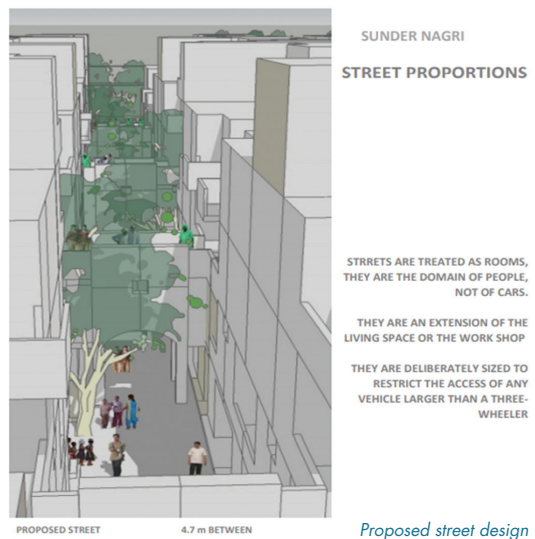 SUNDER NAGRI
STREET PROPORTIONS
STRRETS ARE TREATED AS ROOMS,
THEY ARE THE DOMAIN OF PEOPLE,
NOT OF CARS.
THEY ARE AN EXTENSION OF THE
LIVING SPACE OR THE WORK SHOP
THEY ARE DELIBERATELY SIZED TO
RESTRICT THE ACCESS OF ANY
VEHICLE LARGER THAN A THREE-
WHEELER
PROPOSED STREET 4.7 m BETWEEN
Proposed street design